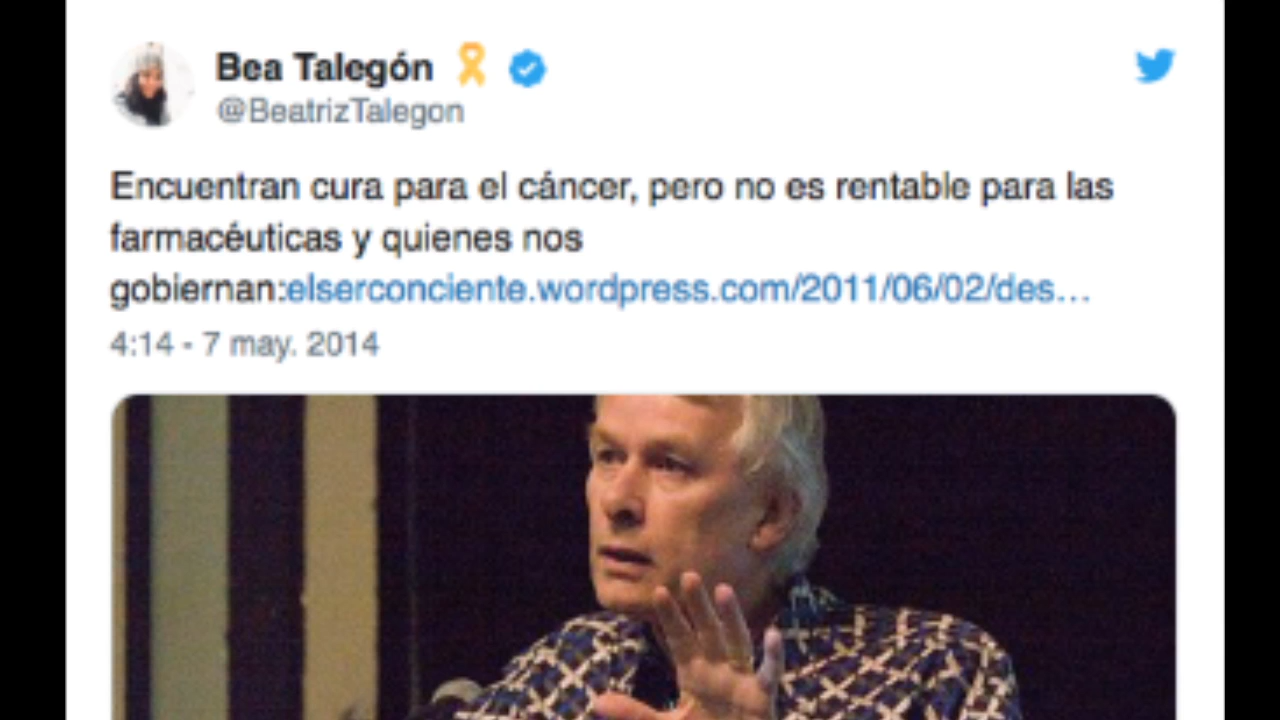 Bea Talegón
@BeatrizTalegon
Encuentran cura para el cáncer, pero no es rentable para las
farmacéuticas y quienes nos
gobiernan:elserconciente.wordpress.com/2011/06/02/des…
4:14 - 7 may. 2014